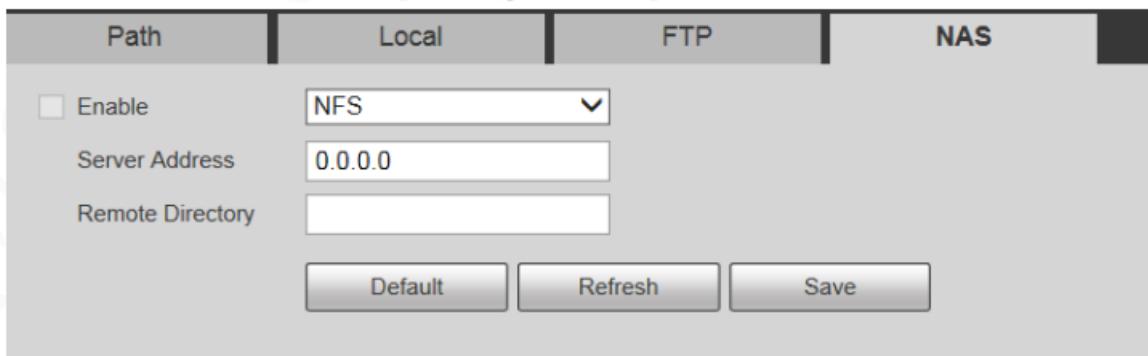 Path Local FTP NAS
Enable NFS
Server Address 0.0.0.0
Remote Directory
Default Refresh Save